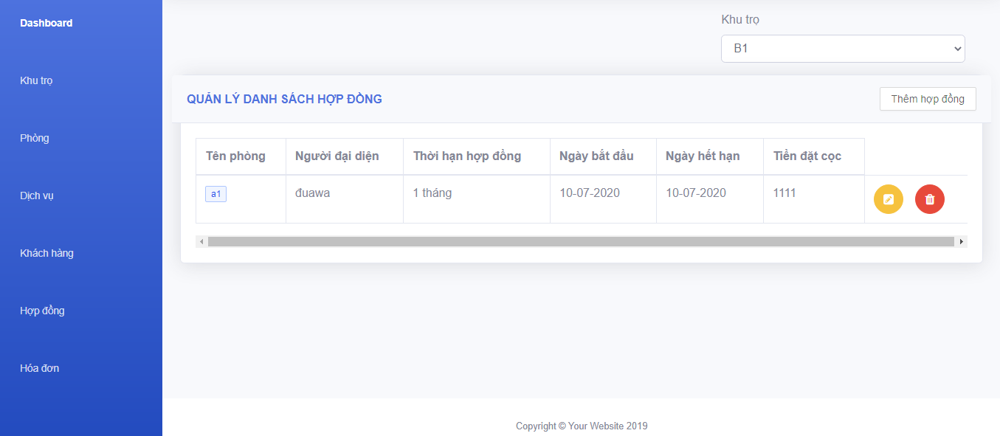 Dashboard
Khu trọ
Phòng
Dịch vụ
Khách hàng
Hợp đồng
Hóa đơn
Khu trọ
B1
QUẢN LÝ DANH SÁCH HỢP ĐỒNG
Thêm hợp đồng
Tên phòng Người đại diện Thời hạn hợp đồng Ngày bắt đầu Ngày hết hạn Tiền đặt cọc
a1 đuawa 1 tháng 10-07-2020 10-07-2020 1111
Copyright © Your Website 2019